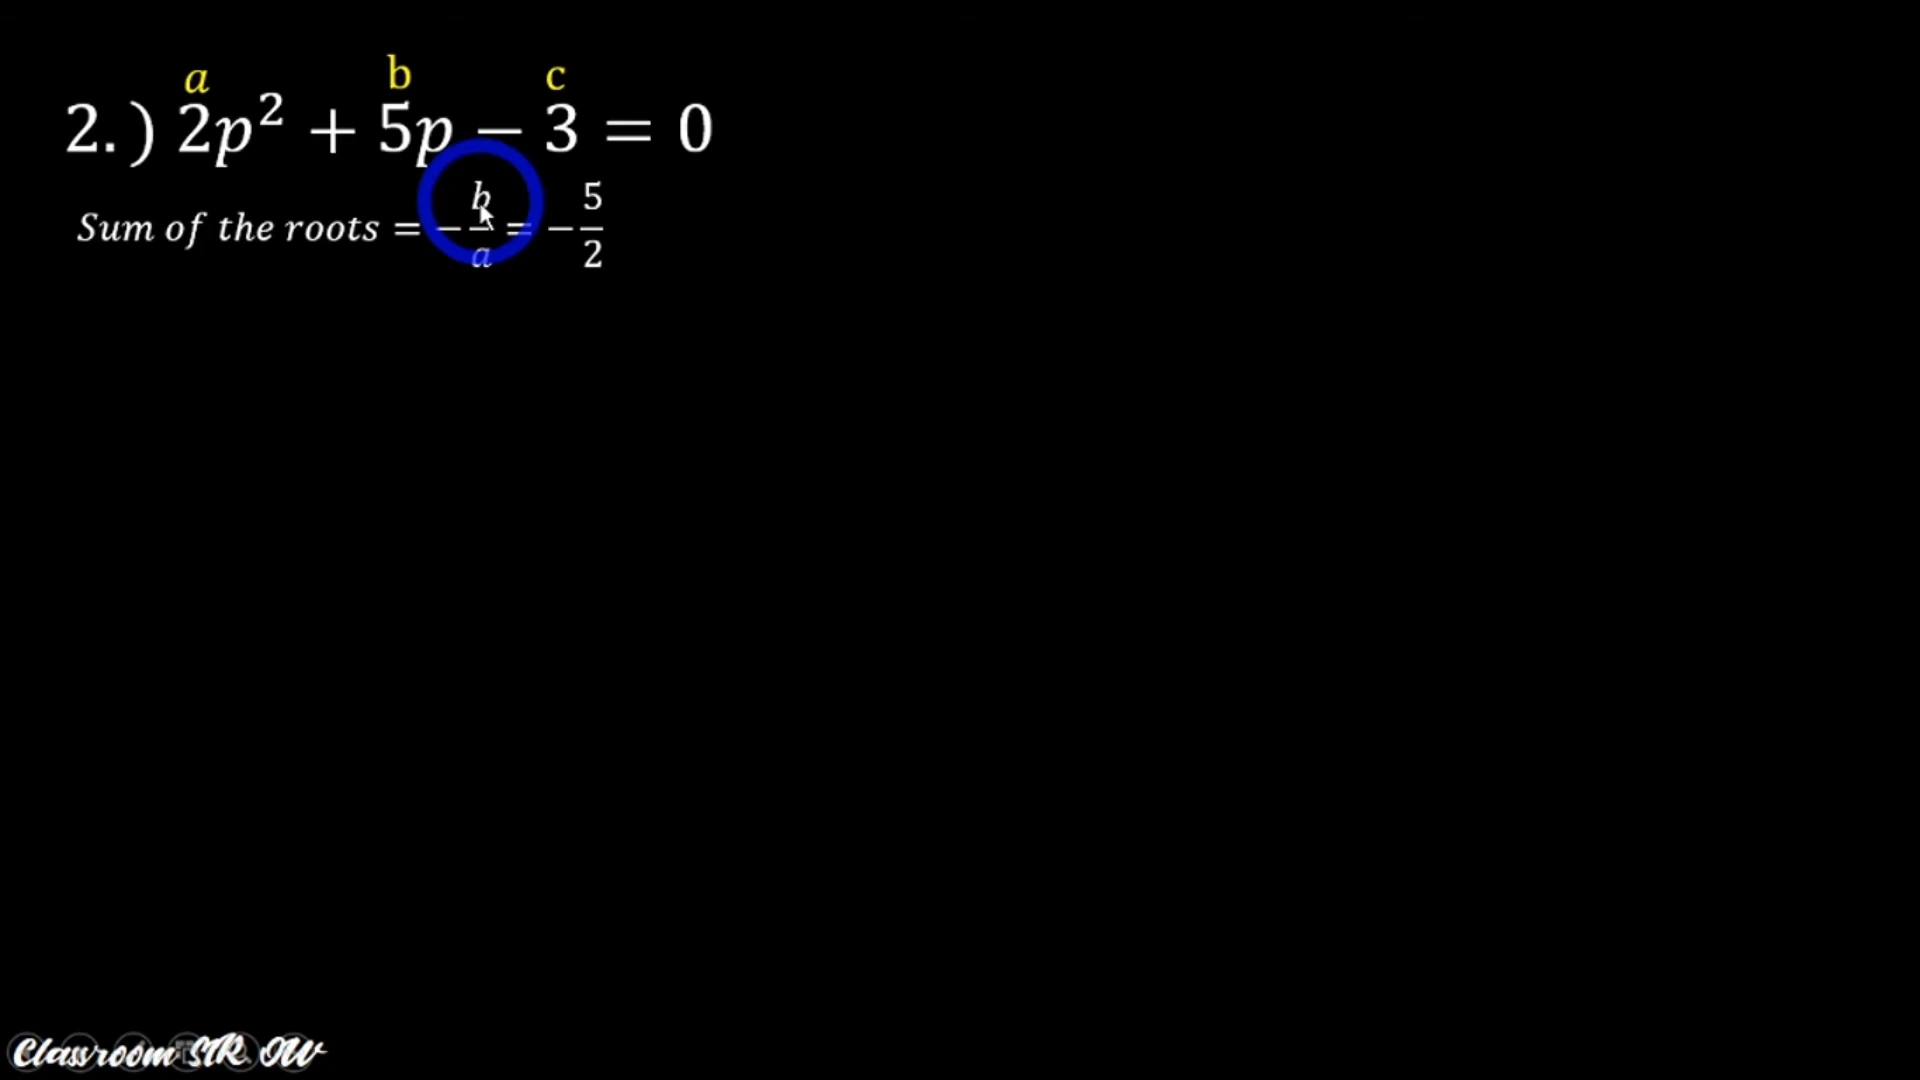 a b c
2.) 2p² + 5p − 3 = 0
Sum of the roots = −b/a = −5/2
Classroom STR OW